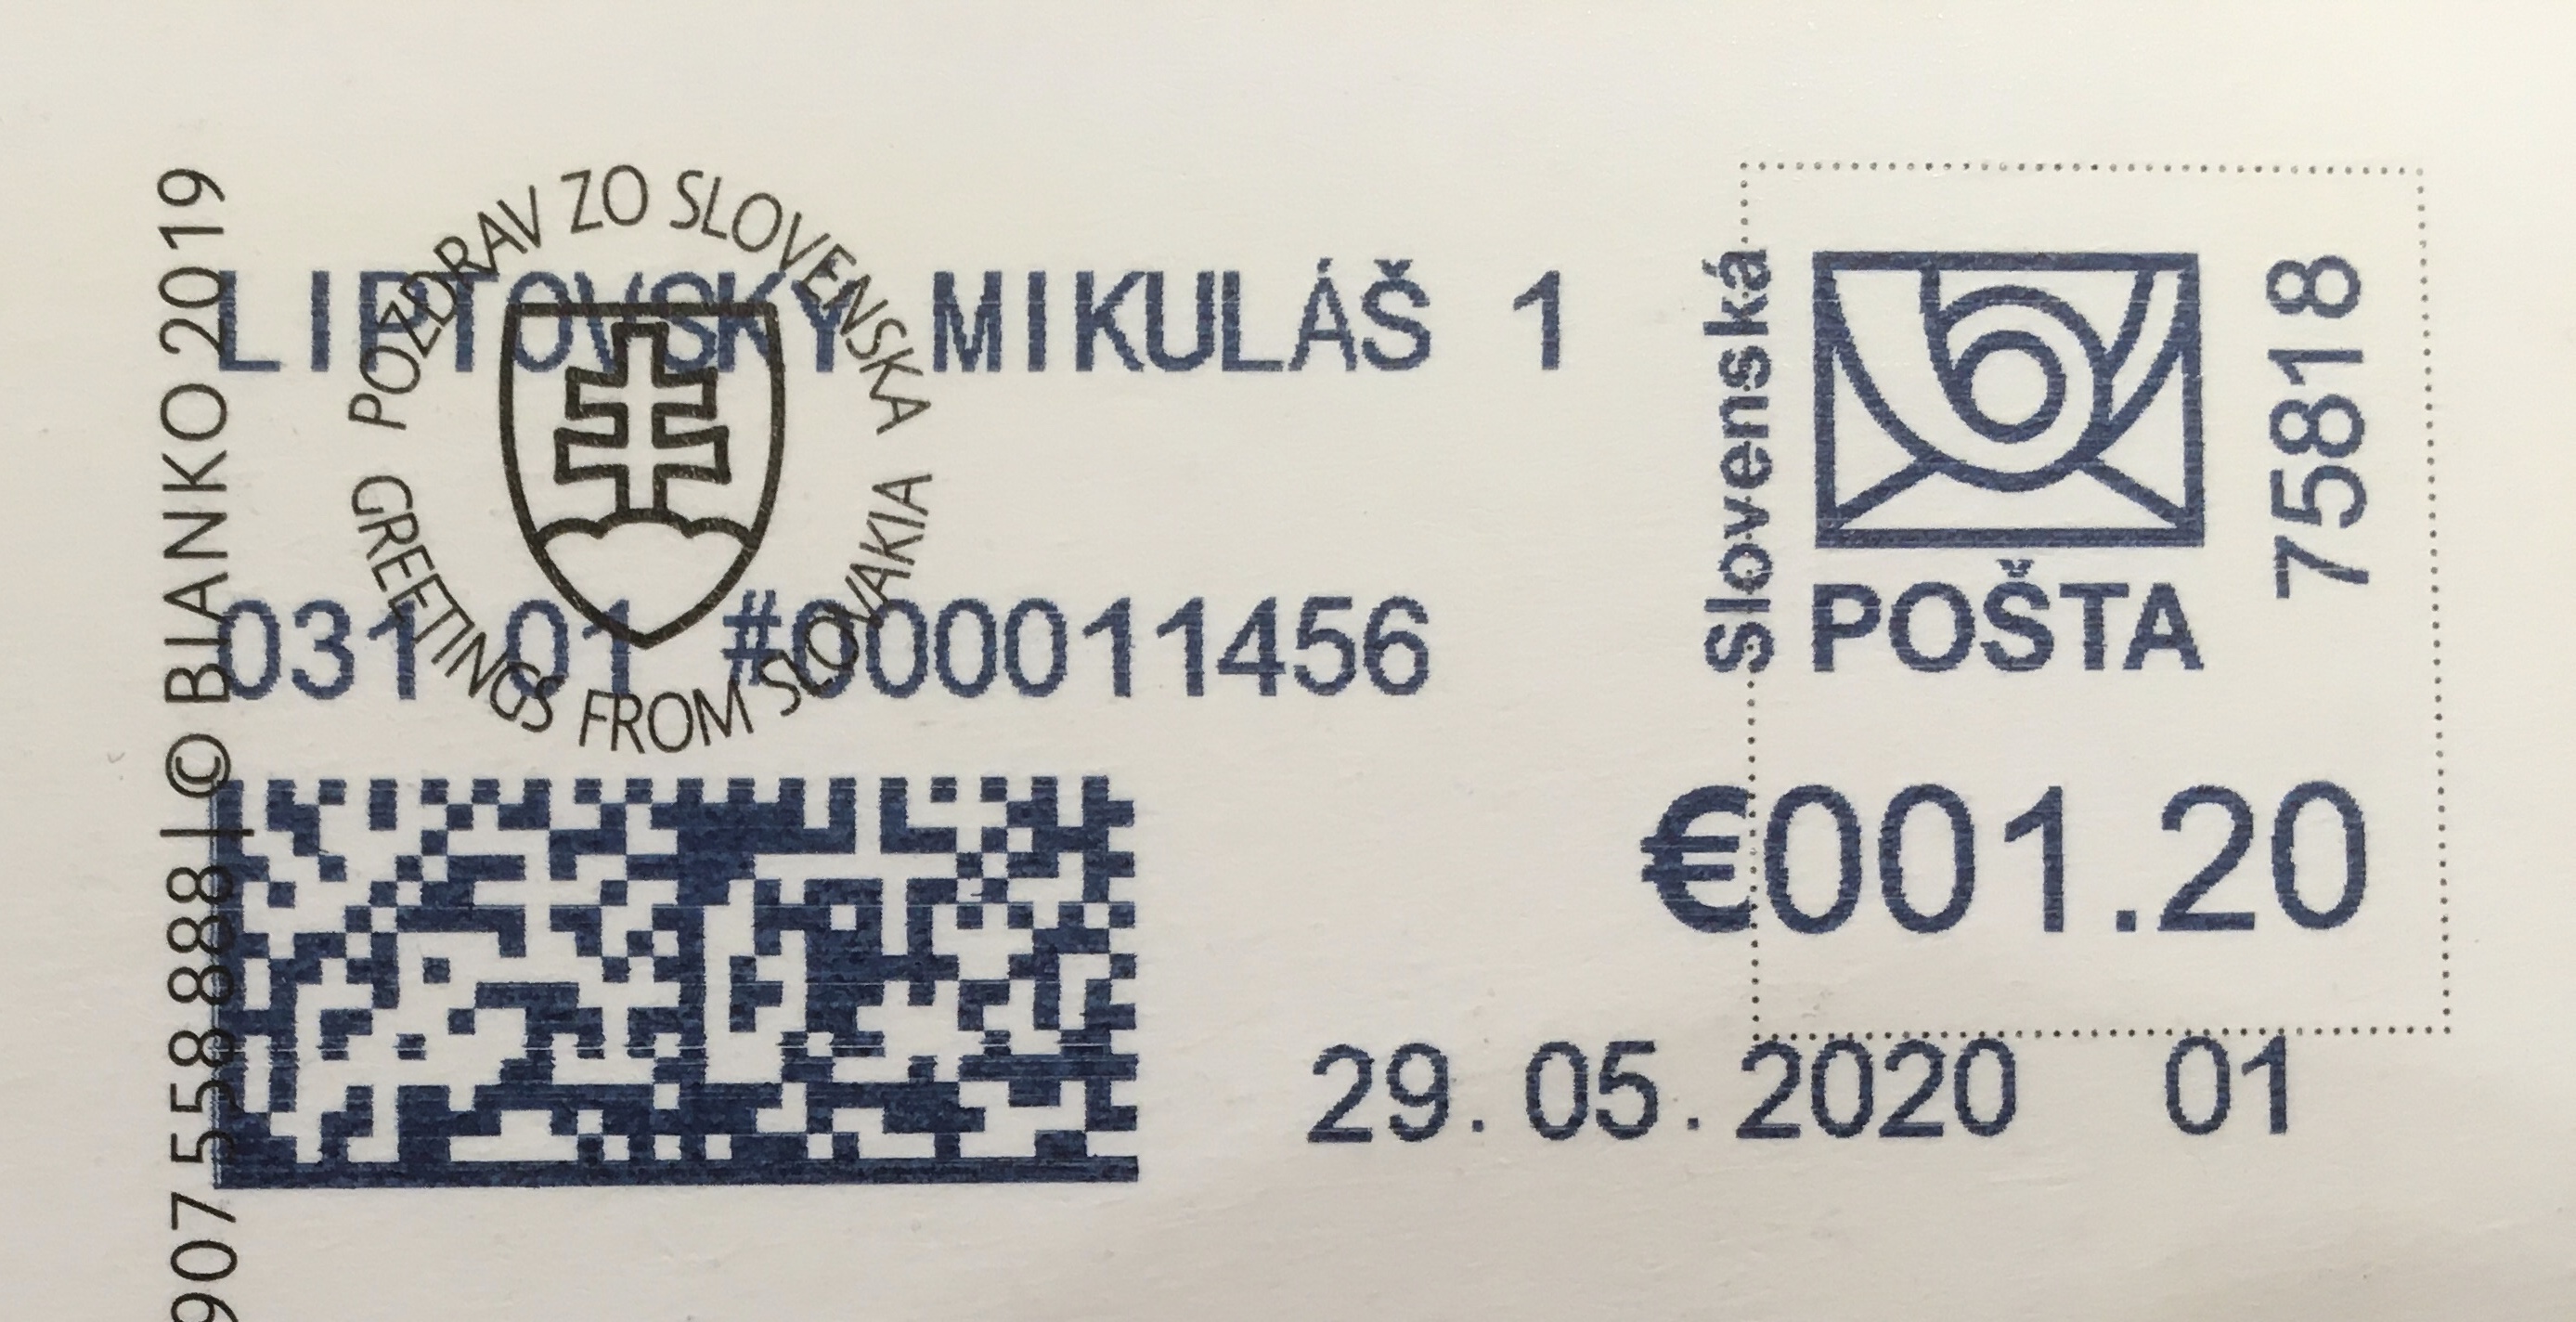 POZDRAV ZO SLOVENSKA
GREETINGS FROM SLOVAKIA
LIPTOVSKÝ MIKULÁŠ 1
031 01 #000011456
Slovenská
POŠTA
75818
€001.20
29.05.2020 01
907 558 888 | © BIANKO 2019